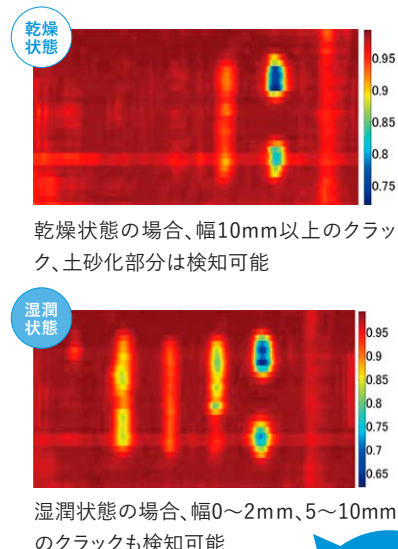 乾燥
状態
0.95
0.9
0.85
0.8
0.75
乾燥状態の場合、幅10mm以上のクラッ
ク、土砂化部分は検知可能
湿潤
状態
0.95
0.9
0.85
0.8
0.75
0.7
0.65
湿潤状態の場合、幅0〜2mm、5〜10mm
のクラックも検知可能